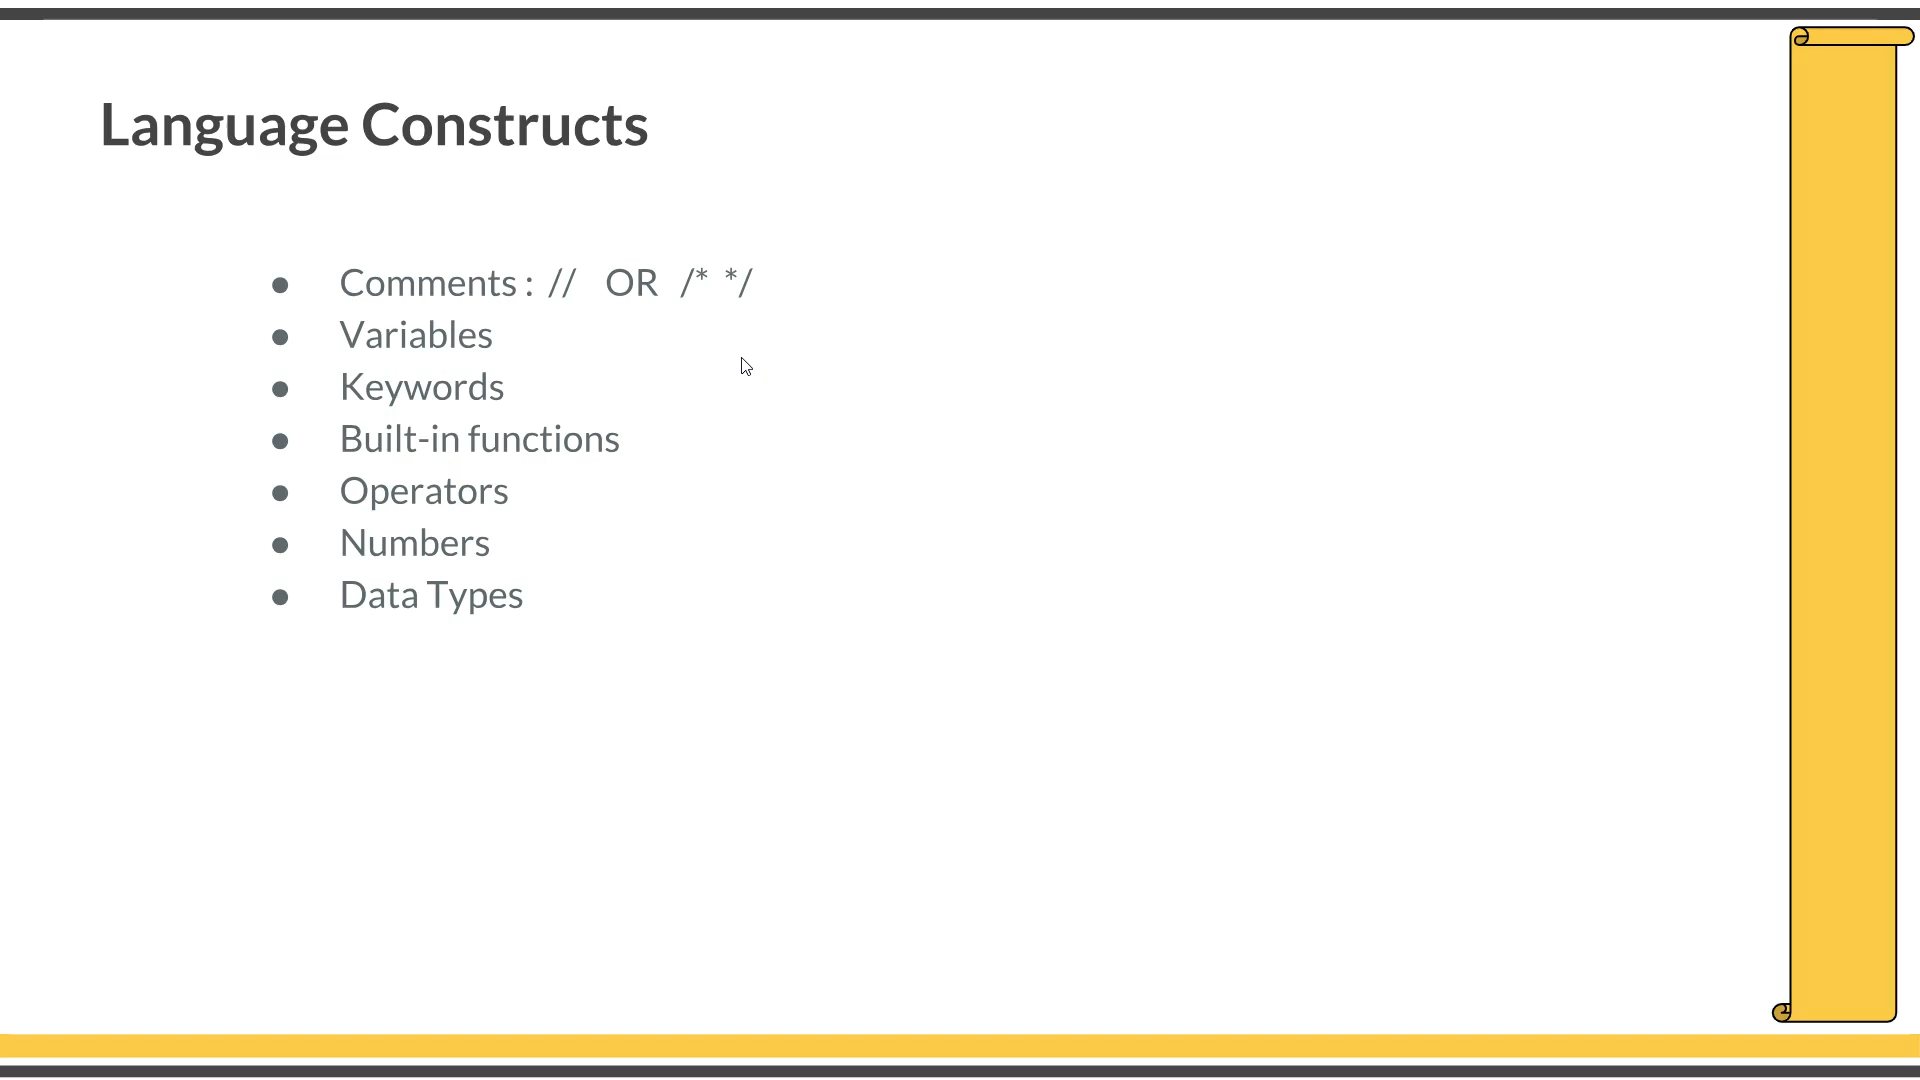 Language Constructs
● Comments : // OR /* */
● Variables
● Keywords
● Built-in functions
● Operators
● Numbers
● Data Types